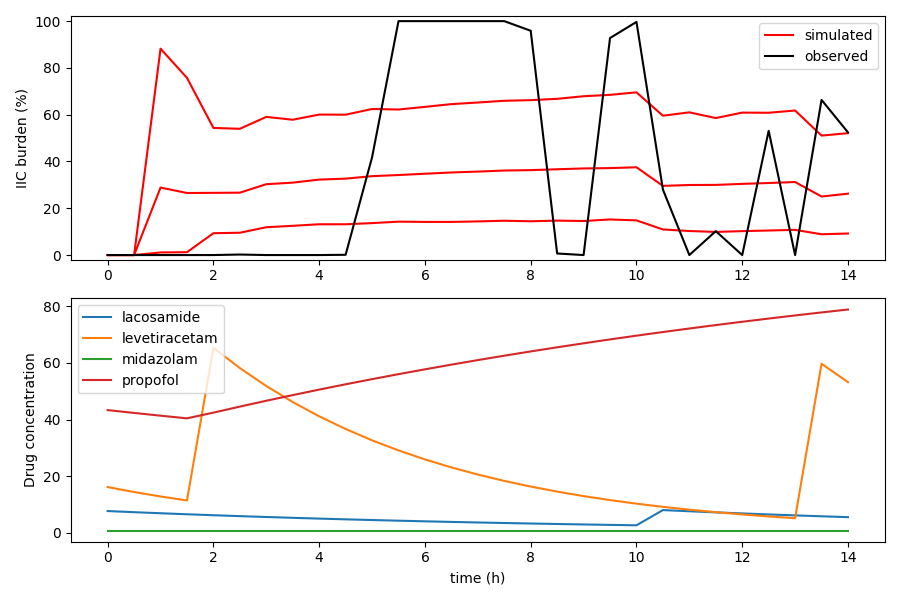 100
80
60
40
20
0
IIC burden (%)
simulated
observed
0 2 4 6 8 10 12 14
80
60
40
20
0
Drug concentration
lacosamide
levetiracetam
midazolam
propofol
0 2 4 6 8 10 12 14
time (h)